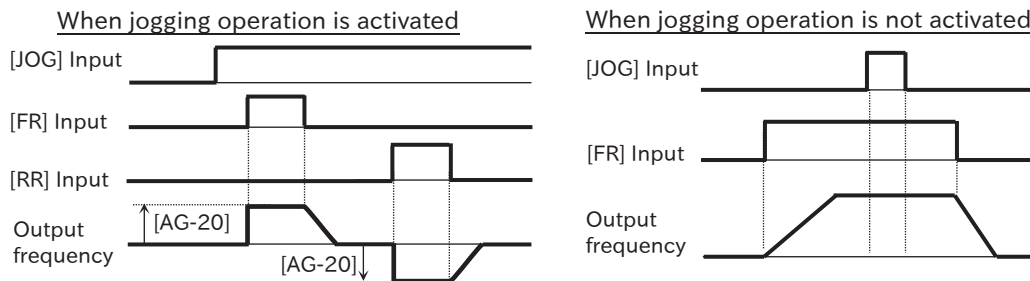 When jogging operation is activated
[JOG] Input
[FR] Input
[RR] Input
Output
frequency
[AG-20]
[AG-20]
When jogging operation is not activated
[JOG] Input
[FR] Input
Output
frequency